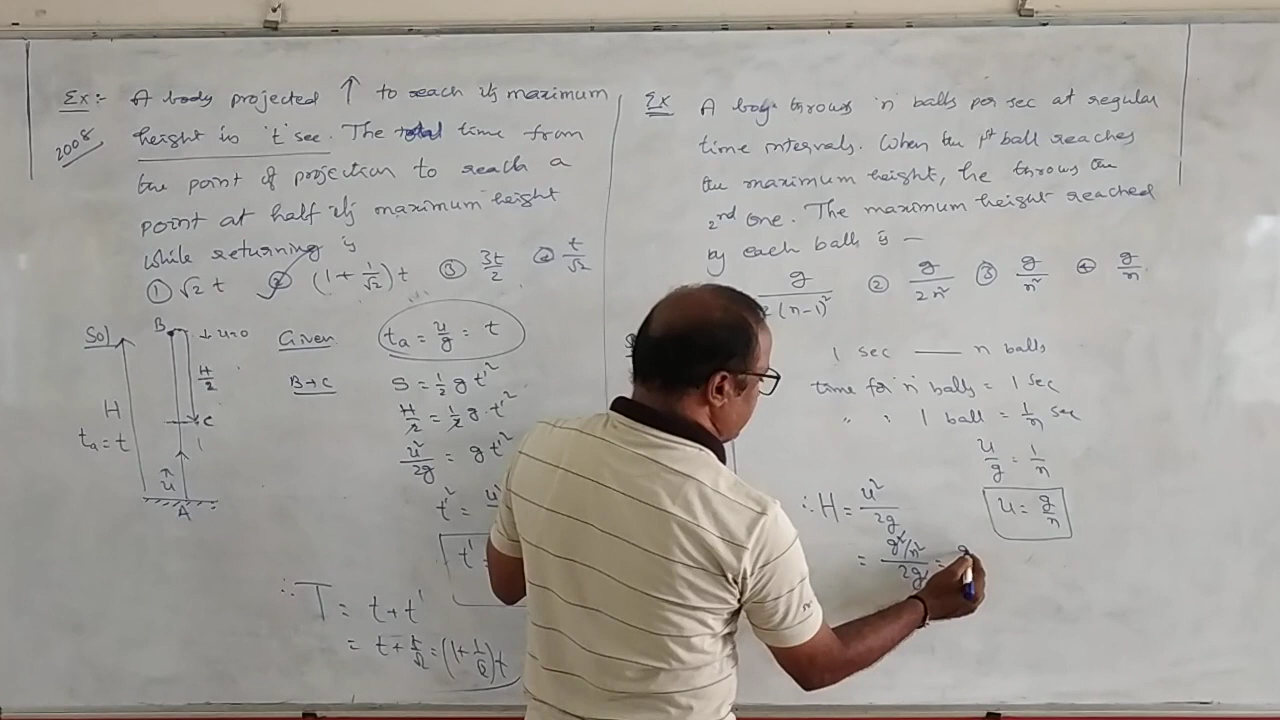 Ex:- A body projected ↑ to reach its maximum
2008 height is 't' sec. The total time from
the point of projection to reach a
point at half its maximum height
while returning is
① √2 t ② (1 + 1/√2) t ③ 3t/2 ④ t/√2
Sol
B ↓ u=0
H/2
C
H
ta = t
u
A
Given ta = u/g = t
B→C S = 1/2 g t'²
H/2 = 1/2 g · t'²
u²/2g = g t'²
t'² =
t' =
∴ T = t + t'
= t + t/√2 = (1 + 1/√2) t
Ex A boy throws 'n' balls per sec at regular
time intervals. When the 1st ball reaches
the maximum height, he throws the
2nd one. The maximum height reached
by each balls is —
g/2(n-1)² ② g/2n² ③ g/n² ④ g/n
1 sec — n balls
time for 'n' balls = 1 sec
" " 1 ball = 1/n sec
u/g = 1/n
u = g/n
∴ H = u²/2g
= g²/n²/2g = g